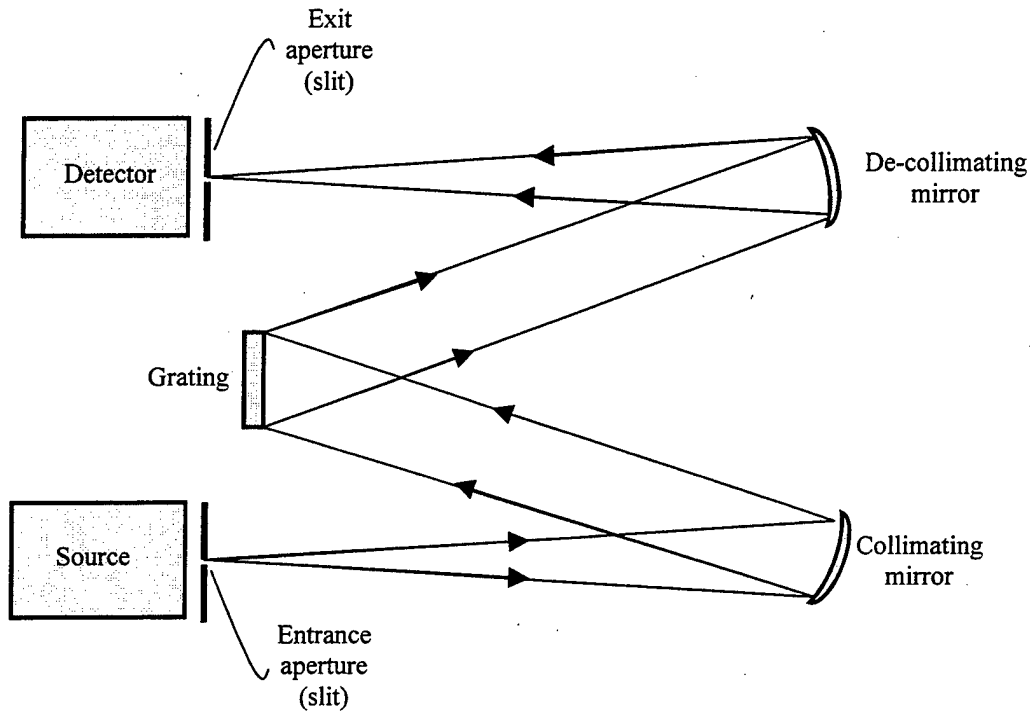 Exit
aperture
(slit)
Detector
De-collimating
mirror
Grating
Source
Collimating
mirror
Entrance
aperture
(slit)